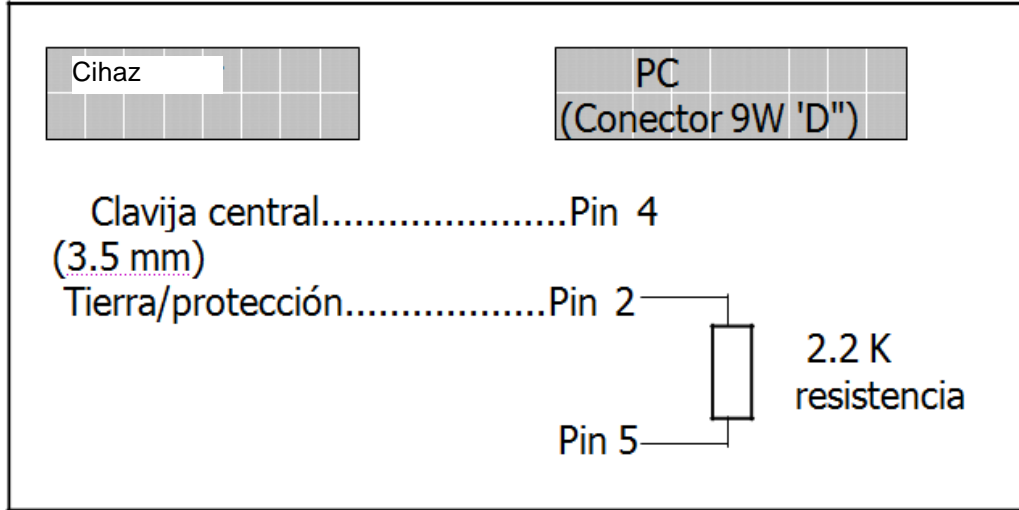 Cihaz
PC
(Conector 9W 'D")
Clavija central......................Pin 4
(3.5 mm)
Tierra/protección..................Pin 2
2.2 K
resistencia
Pin 5